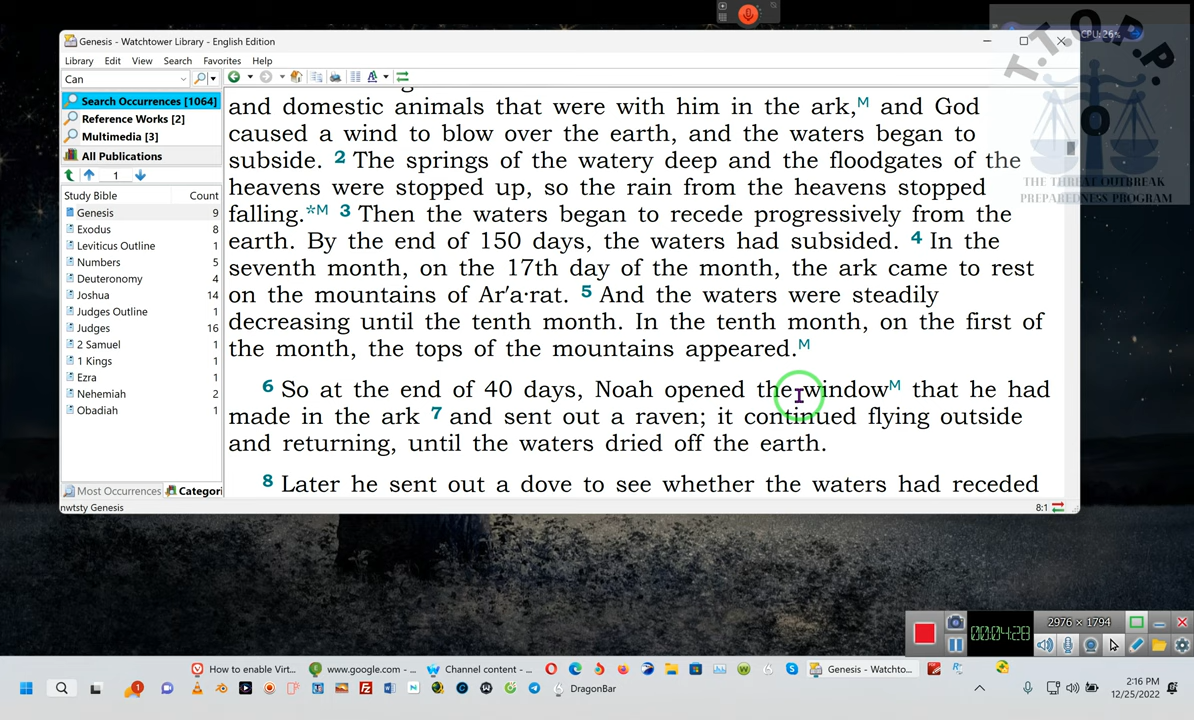 Genesis - Watchtower Library - English Edition
CPU: 26%
T.T.O.P.P.
O
THE THREAT OUTBREAK
PREPAREDNESS PROGRAM
Library Edit View Search Favorites Help
Can
Search Occurrences [1064]
Reference Works [2]
Multimedia [3]
All Publications
1
Study Bible Count
Genesis 9
Exodus 8
Leviticus Outline 1
Numbers 5
Deuteronomy 4
Joshua 14
Judges Outline 1
Judges 16
2 Samuel 1
1 Kings 1
Ezra 1
Nehemiah 2
Obadiah 1
Most Occurrences Categori
nwtsty Genesis
8:1
and domestic animals that were with him in the ark,M and God
caused a wind to blow over the earth, and the waters began to
subside. 2 The springs of the watery deep and the floodgates of the
heavens were stopped up, so the rain from the heavens stopped
falling.*M 3 Then the waters began to recede progressively from the
earth. By the end of 150 days, the waters had subsided. 4 In the
seventh month, on the 17th day of the month, the ark came to rest
on the mountains of Ar′a·rat. 5 And the waters were steadily
decreasing until the tenth month. In the tenth month, on the first of
the month, the tops of the mountains appeared.M
6 So at the end of 40 days, Noah opened the windowM that he had
made in the ark 7 and sent out a raven; it continued flying outside
and returning, until the waters dried off the earth.
8 Later he sent out a dove to see whether the waters had receded
2976 × 1794
00:04:28
How to enable Virt... www.google.com - ... Channel content - ... Genesis - Watchto...
DragonBar
2:16 PM
12/25/2022